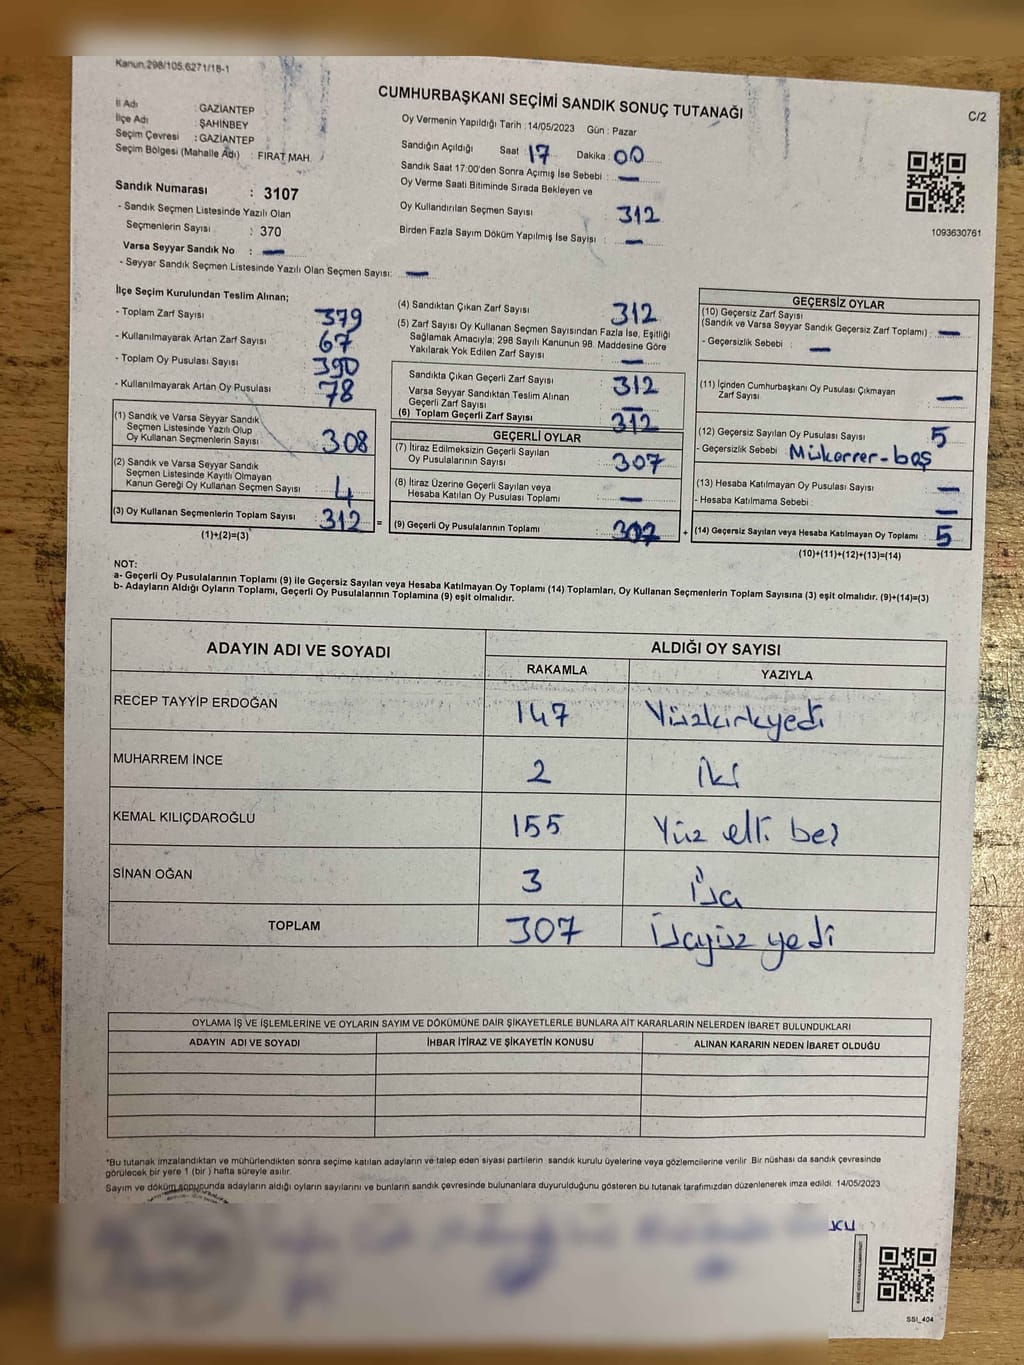 Kanun.298/105.6271/18-1
CUMHURBAŞKANI SEÇİMİ SANDIK SONUÇ TUTANAĞI
C/2
İl Adı : GAZİANTEP
İlçe Adı : ŞAHİNBEY
Seçim Çevresi : GAZİANTEP
Seçim Bölgesi (Mahalle Adı) : FIRAT MAH.
Oy Vermenin Yapıldığı Tarih : 14/05/2023 Gün : Pazar
Sandığın Açıldığı Saat : 17 Dakika : 00
Sandık Saat 17:00'den Sonra Açımış İse Sebebi : —
Oy Verme Saati Bitiminde Sırada Bekleyen ve
Oy Kullandırılan Seçmen Sayısı : 312
Birden Fazla Sayım Döküm Yapılmış İse Sayısı : —
1093630761
Sandık Numarası : 3107
- Sandık Seçmen Listesinde Yazılı Olan
Seçmenlerin Sayısı : 370
Varsa Seyyar Sandık No : —
- Seyyar Sandık Seçmen Listesinde Yazılı Olan Seçmen Sayısı: —
İlçe Seçim Kurulundan Teslim Alınan;
- Toplam Zarf Sayısı : 379
- Kullanılmayarak Artan Zarf Sayısı : 67
- Toplam Oy Pusulası Sayısı : 390
- Kullanılmayarak Artan Oy Pusulası : 78
(1) Sandık ve Varsa Seyyar Sandık
Seçmen Listesinde Yazılı Olup
Oy Kullanan Seçmenlerin Sayısı : 308
(2) Sandık ve Varsa Seyyar Sandık
Seçmen Listesinde Kayıtlı Olmayan
Kanun Gereği Oy Kullanan Seçmen Sayısı : 4
(3) Oy Kullanan Seçmenlerin Toplam Sayısı : 312
(1)+(2)=(3)
(4) Sandıktan Çıkan Zarf Sayısı : 312
(5) Zarf Sayısı Oy Kullanan Seçmen Sayısından Fazla İse, Eşitliği
Sağlamak Amacıyla; 298 Sayılı Kanunun 98. Maddesine Göre
Yakılarak Yok Edilen Zarf Sayısı : —
Sandıkta Çıkan Geçerli Zarf Sayısı : 312
Varsa Seyyar Sandıktan Teslim Alınan
Geçerli Zarf Sayısı : —
(6) Toplam Geçerli Zarf Sayısı : 312
GEÇERLİ OYLAR
(7) İtiraz Edilmeksizin Geçerli Sayılan
Oy Pusulalarının Sayısı : 307
(8) İtiraz Üzerine Geçerli Sayılan veya
Hesaba Katılan Oy Pusulası Toplamı : —
(9) Geçerli Oy Pusulalarının Toplamı : 307
GEÇERSİZ OYLAR
(10) Geçersiz Zarf Sayısı
(Sandık ve Varsa Seyyar Sandık Geçersiz Zarf Toplamı) : —
- Geçersizlik Sebebi : —
(11) İçinden Cumhurbaşkanı Oy Pusulası Çıkmayan
Zarf Sayısı : —
(12) Geçersiz Sayılan Oy Pusulası Sayısı : 5
- Geçersizlik Sebebi : Mükerrer-boş
(13) Hesaba Katılmayan Oy Pusulası Sayısı : —
- Hesaba Katılmama Sebebi : —
(14) Geçersiz Sayılan veya Hesaba Katılmayan Oy Toplamı : 5
(10)+(11)+(12)+(13)=(14)
NOT:
a- Geçerli Oy Pusulalarının Toplamı (9) ile Geçersiz Sayılan veya Hesaba Katılmayan Oy Toplamı (14) Toplamları, Oy Kullanan Seçmenlerin Toplam Sayısına (3) eşit olmalıdır. (9)+(14)=(3)
b- Adayların Aldığı Oyların Toplamı, Geçerli Oy Pusulalarının Toplamına (9) eşit olmalıdır.
ADAYIN ADI VE SOYADI ALDIĞI OY SAYISI
RAKAMLA YAZIYLA
RECEP TAYYİP ERDOĞAN 147 Yüzkırkyedi
MUHARREM İNCE 2 İki
KEMAL KILIÇDAROĞLU 155 Yüz elli beş
SİNAN OĞAN 3 Üç
TOPLAM 307 Üçyüz yedi
OYLAMA İŞ VE İŞLEMLERİNE VE OYLARIN SAYIM VE DÖKÜMÜNE DAİR ŞİKAYETLERLE BUNLARA AİT KARARLARIN NELERDEN İBARET BULUNDUKLARI
ADAYIN ADI VE SOYADI İHBAR İTİRAZ VE ŞİKAYETİN KONUSU ALINAN KARARIN NEDEN İBARET OLDUĞU
*Bu tutanak imzalandıktan ve mühürlendikten sonra seçime katılan adayların ve talep eden siyasi partilerin sandık kurulu üyelerine veya gözlemcilerine verilir .Bir nüshası da sandık çevresinde
görülecek bir yere 1 (bir ) hafta süreyle asılır.
Sayım ve döküm sonucunda adayların aldığı oyların sayılarını ve bunların sandık çevresinde bulunanlara duyurulduğunu gösteren bu tutanak tarafımızdan düzenlenerek imza edildi. 14/05/2023
SSİ_404